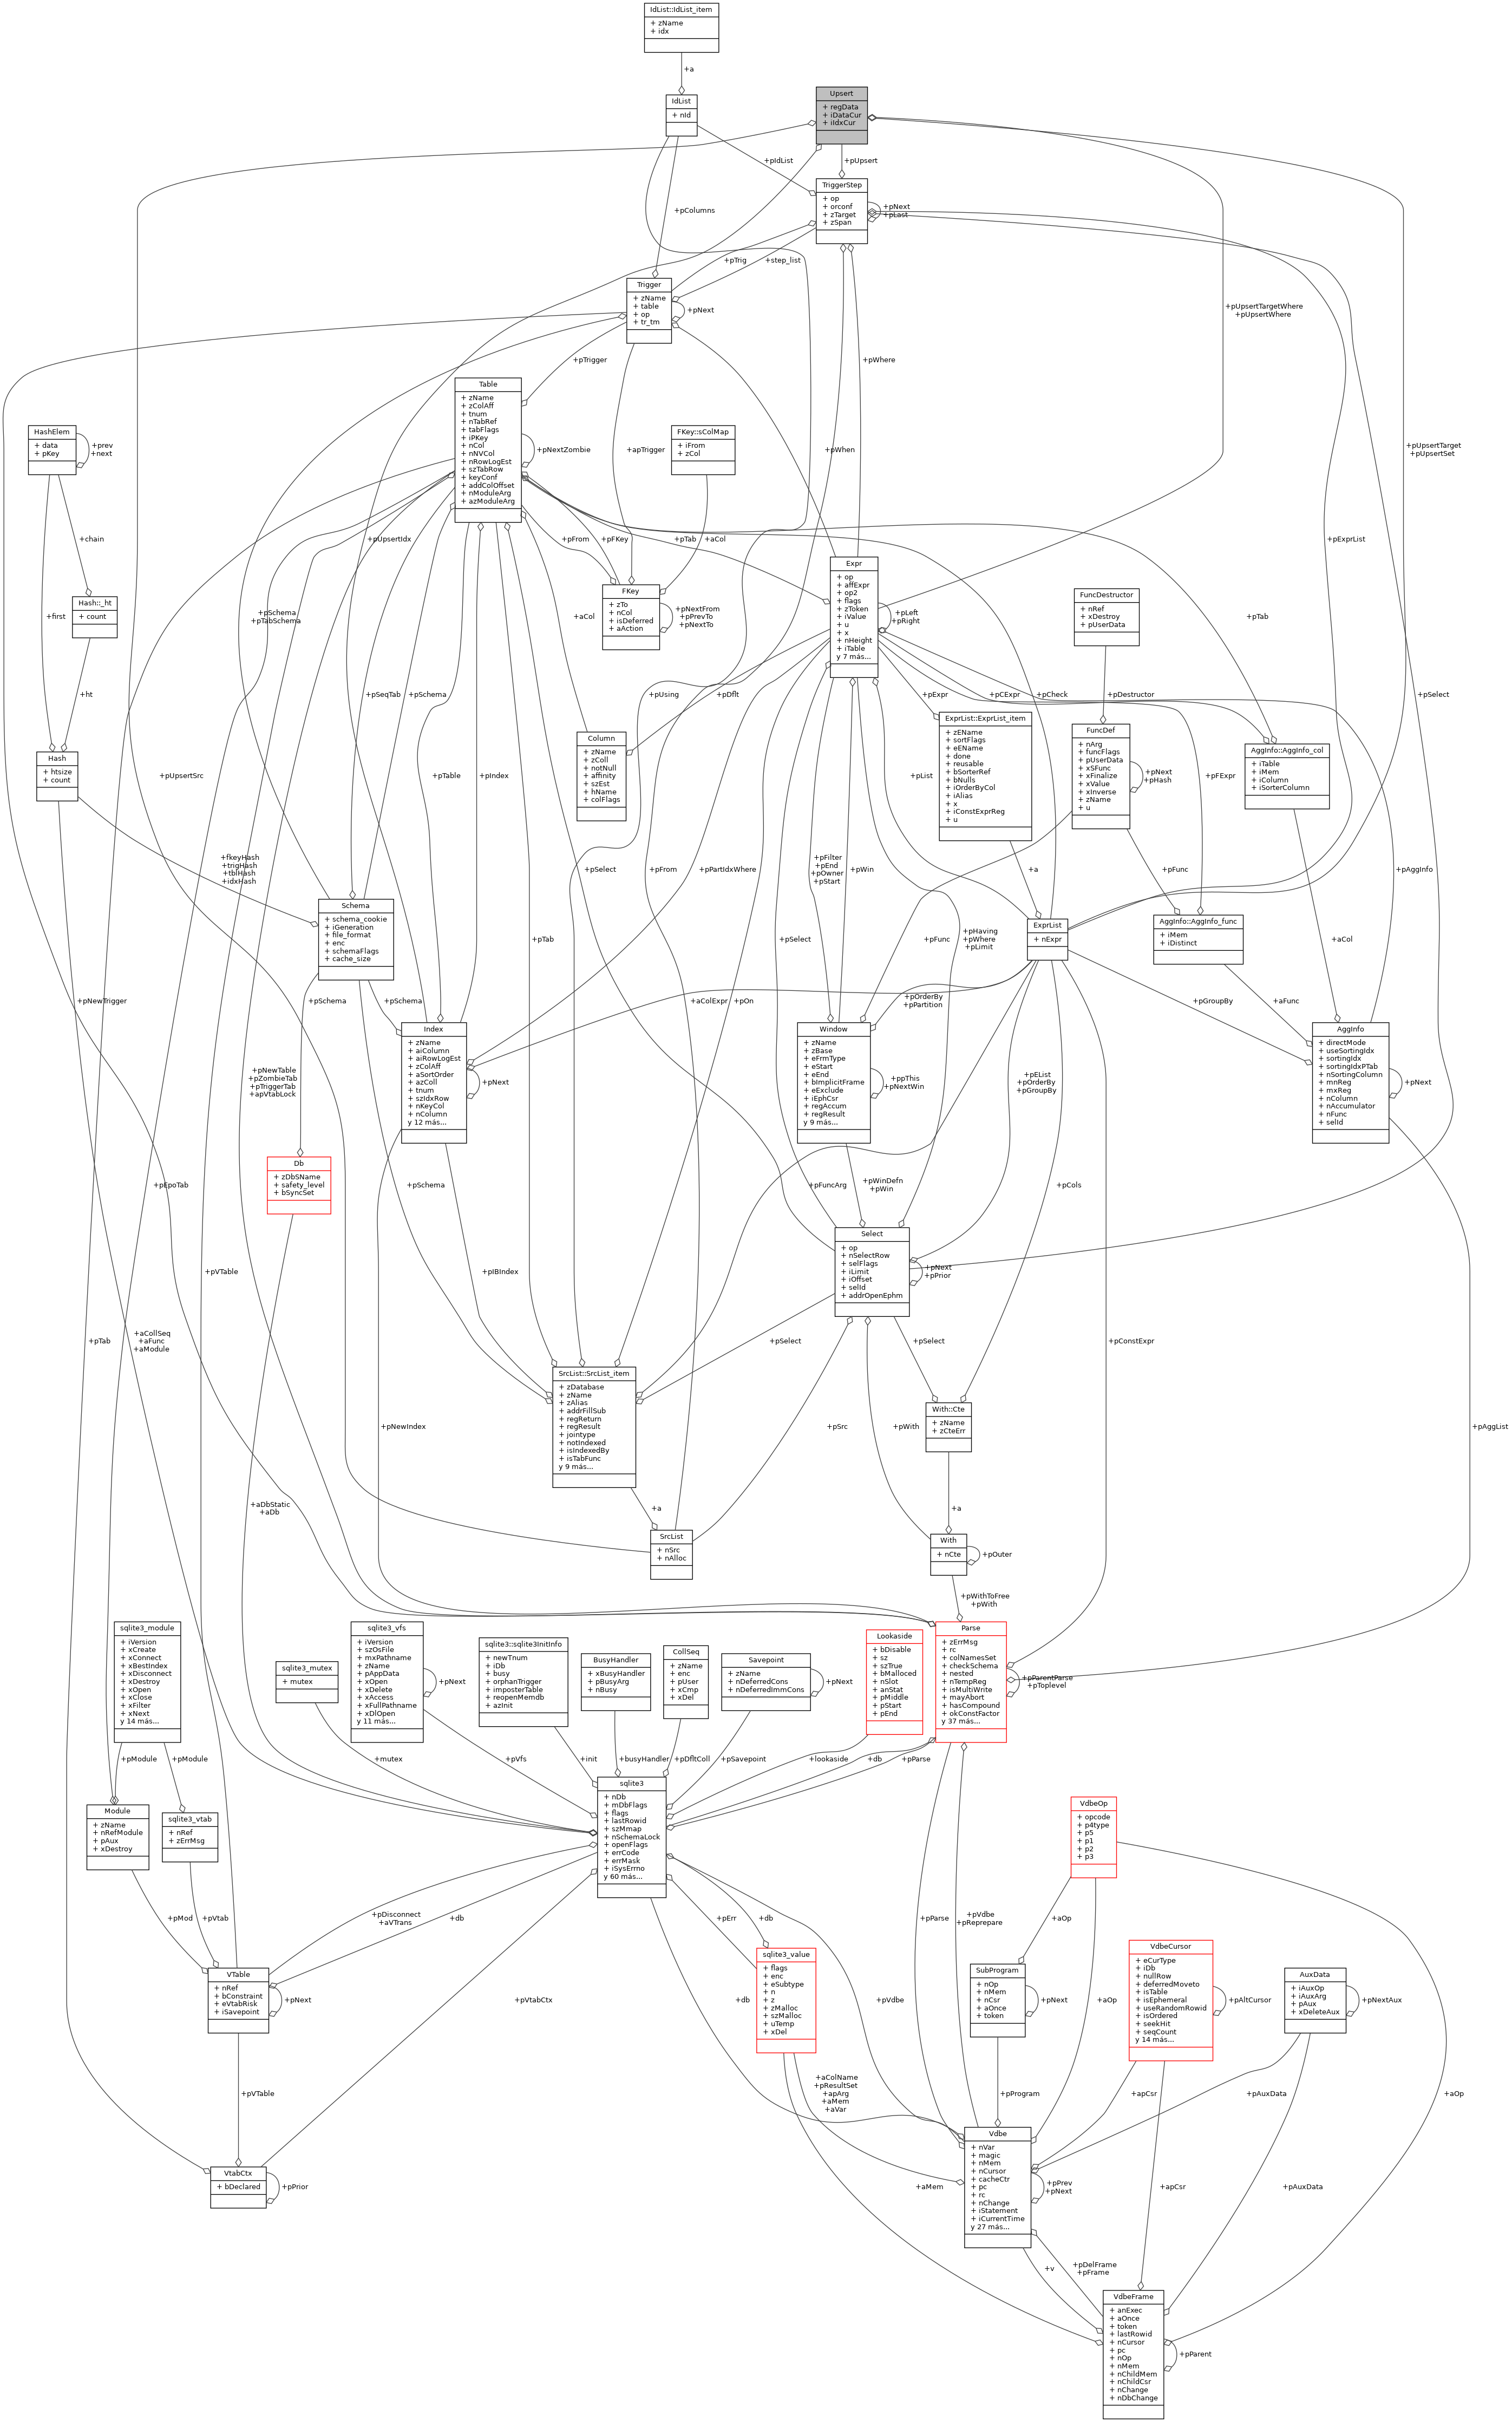 IdList::IdList_item
+ zName
+ idx
+a
IdList
+ nId
Upsert
+ regData
+ iDataCur
+ iIdxCur
+pIdList
+pUpsert
TriggerStep
+ op
+ orconf
+ zTarget
+ zSpan
+pNext
+pLast
+pColumns
+pTrig
+step_list
Trigger
+ zName
+ table
+ op
+ tr_tm
+pNext
+pUpsertTargetWhere
+pUpsertWhere
+pTrigger
+pWhere
Table
+ zName
+ zColAff
+ tnum
+ nTabRef
+ tabFlags
+ iPKey
+ nCol
+ nNVCol
+ nRowLogEst
+ szTabRow
+ keyConf
+ addColOffset
+ nModuleArg
+ azModuleArg
+pNextZombie
HashElem
+ data
+ pKey
+prev
+next
+apTrigger
FKey::sColMap
+ iFrom
+ zCol
+pWhen
+pUpsertTarget
+pUpsertSet
+chain
+pUpsertIdx
+pFrom
+pFKey
+pTab
+aCol
+pExprList
Expr
+ op
+ affExpr
+ op2
+ flags
+ zToken
+ iValue
+ u
+ x
+ nHeight
+ iTable
y 7 más...
+pLeft
+pRight
Hash::_ht
+ count
+first
+pSchema
+pTabSchema
+aCol
FKey
+ zTo
+ nCol
+ isDeferred
+ aAction
+pNextFrom
+pPrevTo
+pNextTo
FuncDestructor
+ nRef
+ xDestroy
+ pUserData
+pTab
+ht
+pSeqTab
+pSchema
+pUsing
+pDflt
+pExpr
+pCExpr
+pCheck
+pDestructor
+pSelect
Hash
+ htsize
+ count
+pUpsertSrc
+pTable
+pIndex
Column
+ zName
+ zColl
+ notNull
+ affinity
+ szEst
+ hName
+ colFlags
+pList
ExprList::ExprList_item
+ zEName
+ sortFlags
+ eEName
+ done
+ reusable
+ bSorterRef
+ bNulls
+ iOrderByCol
+ iAlias
+ x
+ iConstExprReg
+ u
FuncDef
+ nArg
+ funcFlags
+ pUserData
+ xSFunc
+ xFinalize
+ xValue
+ xInverse
+ zName
+ u
+pNext
+pHash
+pFExpr
AggInfo::AggInfo_col
+ iTable
+ iMem
+ iColumn
+ iSorterColumn
+fkeyHash
+trigHash
+tblHash
+idxHash
+pSelect
+pFrom
+pPartIdxWhere
+pFilter
+pEnd
+pOwner
+pStart
+pWin
+a
+pFunc
+pAggInfo
Schema
+ schema_cookie
+ iGeneration
+ file_format
+ enc
+ schemaFlags
+ cache_size
+pTab
+pSelect
+pFunc
+pHaving
+pWhere
+pLimit
ExprList
+ nExpr
AggInfo::AggInfo_func
+ iMem
+ iDistinct
+aCol
+pNewTrigger
+pSchema
+pSchema
+aColExpr
+pOn
+pOrderBy
+pPartition
+pGroupBy
+aFunc
Index
+ zName
+ aiColumn
+ aiRowLogEst
+ zColAff
+ aSortOrder
+ azColl
+ tnum
+ szIdxRow
+ nKeyCol
+ nColumn
y 12 más...
+pNext
Window
+ zName
+ zBase
+ eFrmType
+ eStart
+ eEnd
+ bImplicitFrame
+ eExclude
+ iEphCsr
+ regAccum
+ regResult
y 9 más...
+ppThis
+pNextWin
AggInfo
+ directMode
+ useSortingIdx
+ sortingIdx
+ sortingIdxPTab
+ nSortingColumn
+ mnReg
+ mxReg
+ nColumn
+ nAccumulator
+ nFunc
+ selId
+pNext
+pNewTable
+pZombieTab
+pTriggerTab
+apVtabLock
+pEList
+pOrderBy
+pGroupBy
Db
+ zDbSName
+ safety_level
+ bSyncSet
+pEpoTab
+pSchema
+pFuncArg
+pWinDefn
+pWin
+pCols
+pVTable
+pIBIndex
Select
+ op
+ nSelectRow
+ selFlags
+ iLimit
+ iOffset
+ selId
+ addrOpenEphm
+pNext
+pPrior
+pTab
+aCollSeq
+aFunc
+aModule
+pSelect
+pSelect
+pConstExpr
SrcList::SrcList_item
+ zDatabase
+ zName
+ zAlias
+ addrFillSub
+ regReturn
+ regResult
+ jointype
+ notIndexed
+ isIndexedBy
+ isTabFunc
y 9 más...
+pNewIndex
+pSrc
+pWith
With::Cte
+ zName
+ zCteErr
+pAggList
+aDbStatic
+aDb
+a
+a
SrcList
+ nSrc
+ nAlloc
With
+ nCte
+pOuter
+pWithToFree
+pWith
sqlite3_module
+ iVersion
+ xCreate
+ xConnect
+ xBestIndex
+ xDisconnect
+ xDestroy
+ xOpen
+ xClose
+ xFilter
+ xNext
y 14 más...
sqlite3_mutex
+ mutex
sqlite3_vfs
+ iVersion
+ szOsFile
+ mxPathname
+ zName
+ pAppData
+ xOpen
+ xDelete
+ xAccess
+ xFullPathname
+ xDlOpen
y 11 más...
+pNext
sqlite3::sqlite3InitInfo
+ newTnum
+ iDb
+ busy
+ orphanTrigger
+ imposterTable
+ reopenMemdb
+ azInit
BusyHandler
+ xBusyHandler
+ pBusyArg
+ nBusy
CollSeq
+ zName
+ enc
+ pUser
+ xCmp
+ xDel
Savepoint
+ zName
+ nDeferredCons
+ nDeferredImmCons
+pNext
Lookaside
+ bDisable
+ sz
+ szTrue
+ bMalloced
+ nSlot
+ anStat
+ pMiddle
+ pStart
+ pEnd
Parse
+ zErrMsg
+ rc
+ colNamesSet
+ checkSchema
+ nested
+ nTempReg
+ isMultiWrite
+ mayAbort
+ hasCompound
+ okConstFactor
y 37 más...
+pParentParse
+pToplevel
+pModule
+pModule
+mutex
+pVfs
+init
+busyHandler
+pDfltColl
+pSavepoint
+lookaside
+db
+pParse
Module
+ zName
+ nRefModule
+ pAux
+ xDestroy
sqlite3_vtab
+ nRef
+ zErrMsg
sqlite3
+ nDb
+ mDbFlags
+ flags
+ lastRowid
+ szMmap
+ nSchemaLock
+ openFlags
+ errCode
+ errMask
+ iSysErrno
y 60 más...
VdbeOp
+ opcode
+ p4type
+ p5
+ p1
+ p2
+ p3
+pMod
+pVtab
+pDisconnect
+aVTrans
+db
+pErr
+db
+pParse
+pVdbe
+pReprepare
+aOp
VTable
+ nRef
+ bConstraint
+ eVtabRisk
+ iSavepoint
+pNext
+pVtabCtx
+db
sqlite3_value
+ flags
+ enc
+ eSubtype
+ n
+ z
+ zMalloc
+ szMalloc
+ uTemp
+ xDel
+pVdbe
SubProgram
+ nOp
+ nMem
+ nCsr
+ aOnce
+ token
+pNext
+aOp
VdbeCursor
+ eCurType
+ iDb
+ nullRow
+ deferredMoveto
+ isTable
+ isEphemeral
+ useRandomRowid
+ isOrdered
+ seekHit
+ seqCount
y 14 más...
+pAltCursor
AuxData
+ iAuxOp
+ iAuxArg
+ pAux
+ xDeleteAux
+pNextAux
+pVTable
+aColName
+pResultSet
+apArg
+aMem
+aVar
+pProgram
+apCsr
+pAuxData
+aOp
VtabCtx
+ bDeclared
+pPrior
+aMem
Vdbe
+ nVar
+ magic
+ nMem
+ nCursor
+ cacheCtr
+ pc
+ rc
+ nChange
+ iStatement
+ iCurrentTime
y 27 más...
+pPrev
+pNext
+apCsr
+pAuxData
+v
+pDelFrame
+pFrame
VdbeFrame
+ anExec
+ aOnce
+ token
+ lastRowid
+ nCursor
+ pc
+ nOp
+ nMem
+ nChildMem
+ nChildCsr
+ nChange
+ nDbChange
+pParent